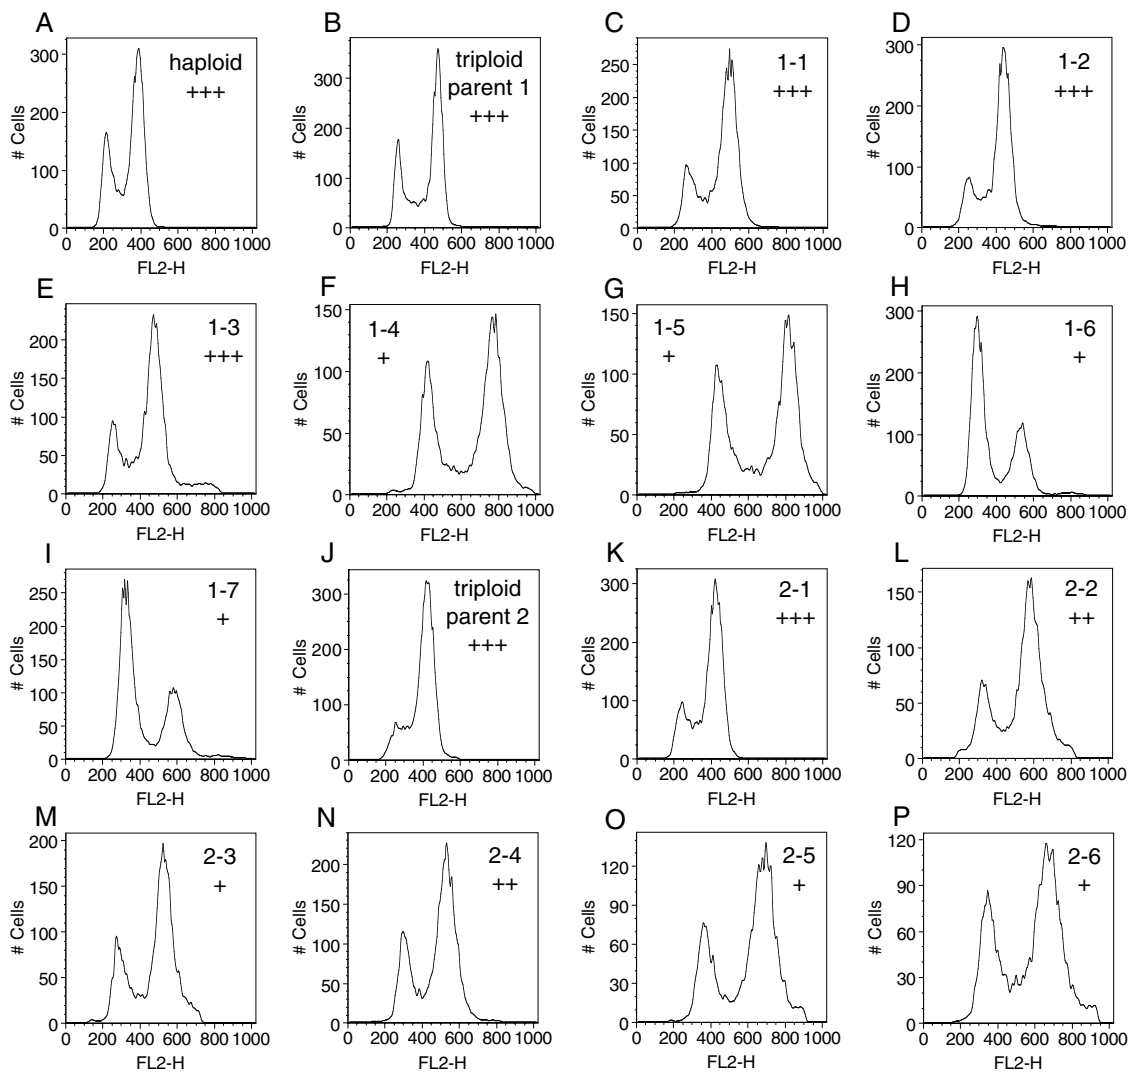 A
haploid
+++
# Cells
300
200
100
0
0 200 400 600 800 1000
FL2-H
B
triploid
parent 1
+++
# Cells
300
200
100
0
0 200 400 600 800 1000
FL2-H
C
1-1
+++
# Cells
250
200
150
100
50
0
0 200 400 600 800 1000
FL2-H
D
1-2
+++
# Cells
300
200
100
0
0 200 400 600 800 1000
FL2-H
E
1-3
+++
# Cells
200
150
100
50
0
0 200 400 600 800 1000
FL2-H
F
1-4
+
# Cells
150
100
50
0
0 200 400 600 800 1000
FL2-H
G
1-5
+
# Cells
150
100
50
0
0 200 400 600 800 1000
FL2-H
H
1-6
+
# Cells
300
200
100
0
0 200 400 600 800 1000
FL2-H
I
1-7
+
# Cells
250
200
150
100
50
0
0 200 400 600 800 1000
FL2-H
J
triploid
parent 2
+++
# Cells
300
200
100
0
0 200 400 600 800 1000
FL2-H
K
2-1
+++
# Cells
300
200
100
0
0 200 400 600 800 1000
FL2-H
L
2-2
++
# Cells
150
100
50
0
0 200 400 600 800 1000
FL2-H
M
2-3
+
# Cells
200
150
100
50
0
0 200 400 600 800 1000
FL2-H
N
2-4
++
# Cells
200
150
100
50
0
0 200 400 600 800 1000
FL2-H
O
2-5
+
# Cells
120
90
60
30
0
0 200 400 600 800 1000
FL2-H
P
2-6
+
# Cells
120
90
60
30
0
0 200 400 600 800 1000
FL2-H